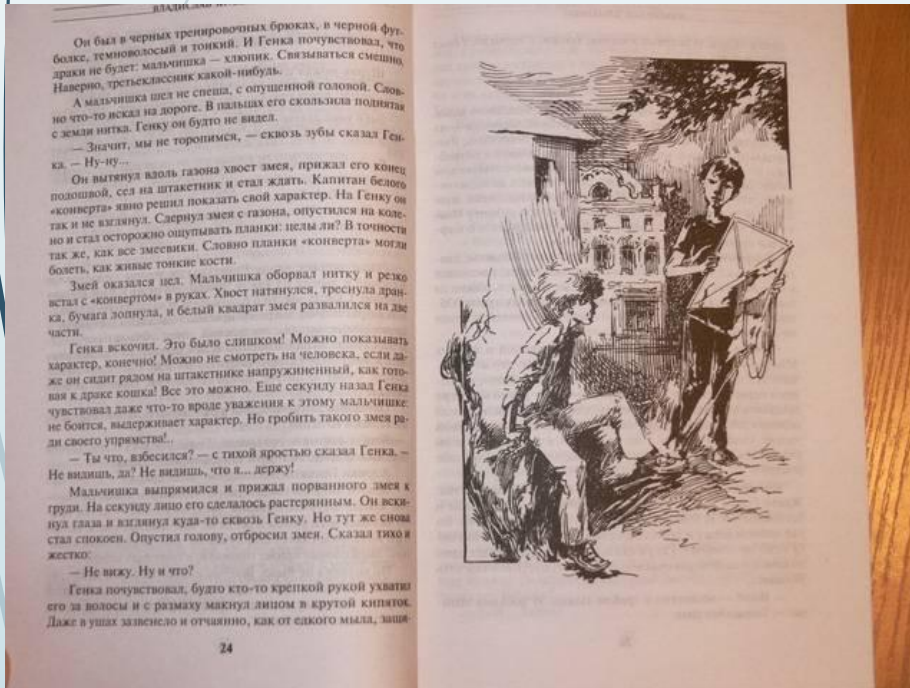 ВЛАДИСЛАВ
Он был в черных тренировочных брюках, в черной фут-
болке, темноволосый и тонкий. И Генка почувствовал, что
драки не будет: мальчишка — хлюпик. Связываться смешно.
Наверно, третьеклассник какой-нибудь.
А мальчишка шел не спеша, с опущенной головой. Слов-
но что-то искал на дороге. В пальцах его скользила поднятая
с земли нитка. Генку он будто не видел.
— Значит, мы не торопимся, — сквозь зубы сказал Ген-
ка. — Ну-ну...
Он вытянул вдоль газона хвост змея, прижал его конец
подошвой, сел на штакетник и стал ждать. Капитан белого
«конверта» явно решил показать свой характер. На Генку он
так и не взглянул. Сдернул змея с газона, опустился на коле-
но и стал осторожно ощупывать планки: целы ли? В точности
так же, как все змеевики. Словно планки «конверта» могли
болеть, как живые тонкие кости.
Змей оказался цел. Мальчишка оборвал нитку и резко
встал с «конвертом» в руках. Хвост натянулся, треснула дран-
ка, бумага лопнула, и белый квадрат змея развалился на две
части.
Генка вскочил. Это было слишком! Можно показывать
характер, конечно! Можно не смотреть на человека, если да-
же он сидит рядом на штакетнике напружиненный, как гото-
вая к драке кошка! Все это можно. Еще секунду назад Генка
чувствовал даже что-то вроде уважения к этому мальчишке:
не боится, выдерживает характер. Но гробить такого змея ра-
ди своего упрямства!..
— Ты что, взбесился? — с тихой яростью сказал Генка. —
Не видишь, да? Не видишь, что я... держу!
Мальчишка выпрямился и прижал порванного змея к
груди. На секунду лицо его сделалось растерянным. Он вски-
нул глаза и взглянул куда-то сквозь Генку. Но тут же снова
стал спокоен. Опустил голову, отбросил змея. Сказал тихо и
жестко:
— Не вижу. Ну и что?
Генка почувствовал, будто кто-то крепкой рукой ухватил
его за волосы и с размаху макнул лицом в крутой кипяток.
Даже в ушах зазвенело и отчаянно, как от едкого мыла, защи-
24